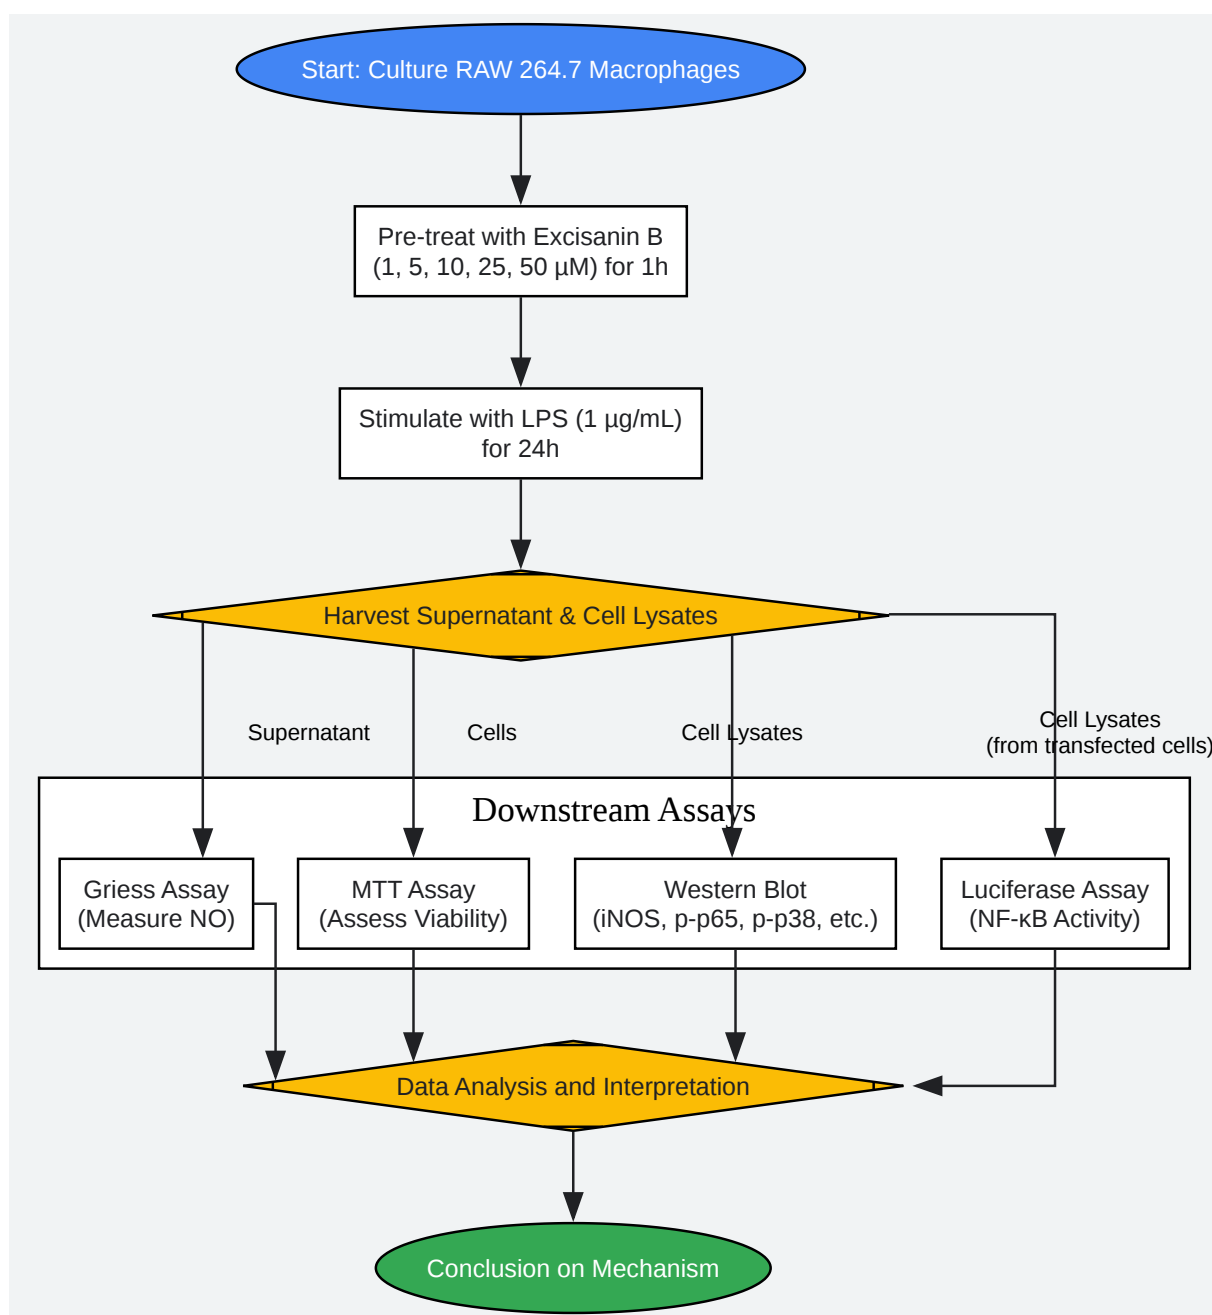 Start: Culture RAW 264.7 Macrophages
Pre-treat with Excisanin B
(1, 5, 10, 25, 50 µM) for 1h
Stimulate with LPS (1 µg/mL)
for 24h
Harvest Supernatant & Cell Lysates
Supernatant
Cells
Cell Lysates
Cell Lysates
(from transfected cells)
Downstream Assays
Griess Assay
(Measure NO)
MTT Assay
(Assess Viability)
Western Blot
(iNOS, p-p65, p-p38, etc.)
Luciferase Assay
(NF-κB Activity)
Data Analysis and Interpretation
Conclusion on Mechanism